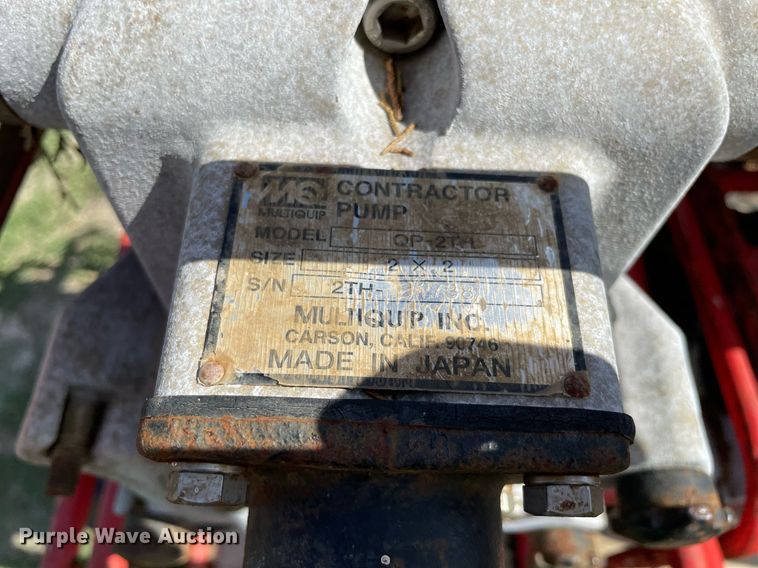 MQ CONTRACTOR
MULTIQUIP PUMP
MODEL QP-2TH
SIZE 2 X 2
S/N 2TH-
MULTIQUIP INC.
CARSON, CALIF. 90746
MADE IN JAPAN
Purple Wave Auction